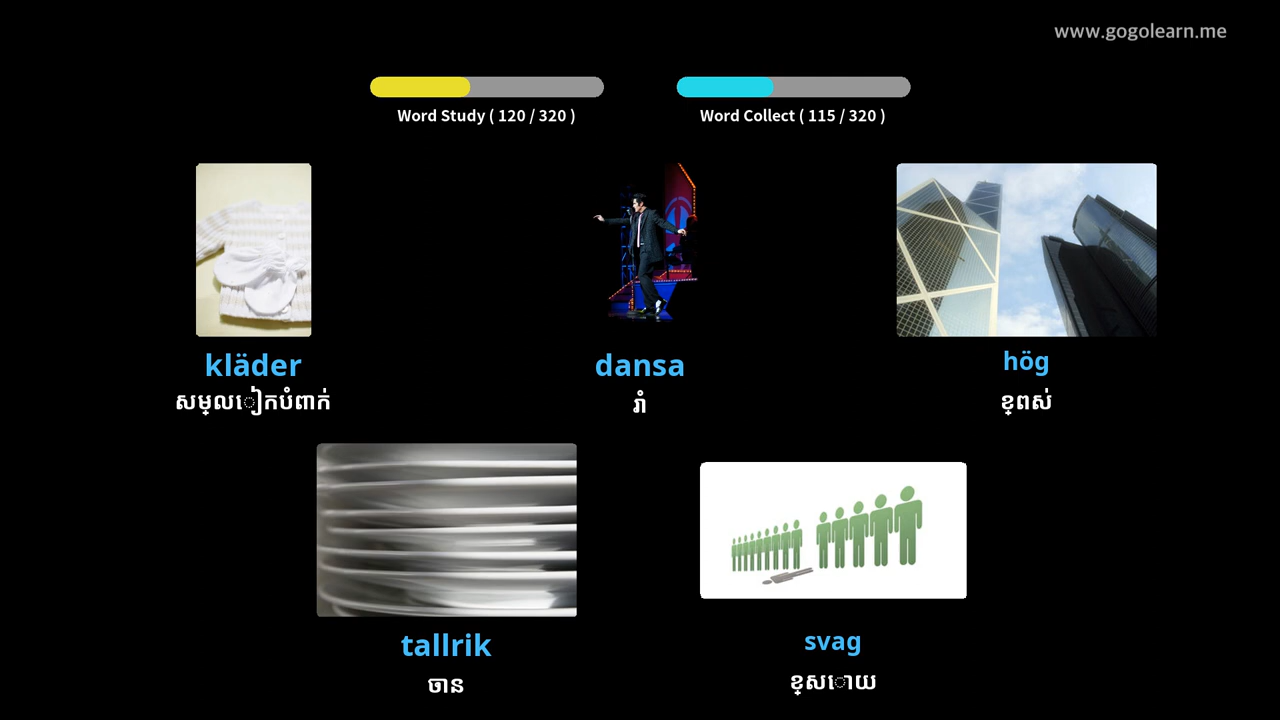 www.gogolearn.me
Word Study ( 120 / 320 )
Word Collect ( 115 / 320 )
kläder
សម្លៀកបំពាក់
dansa
រាំ
hög
ខ្ពស់
tallrik
ចាន
svag
ខ្សោយ